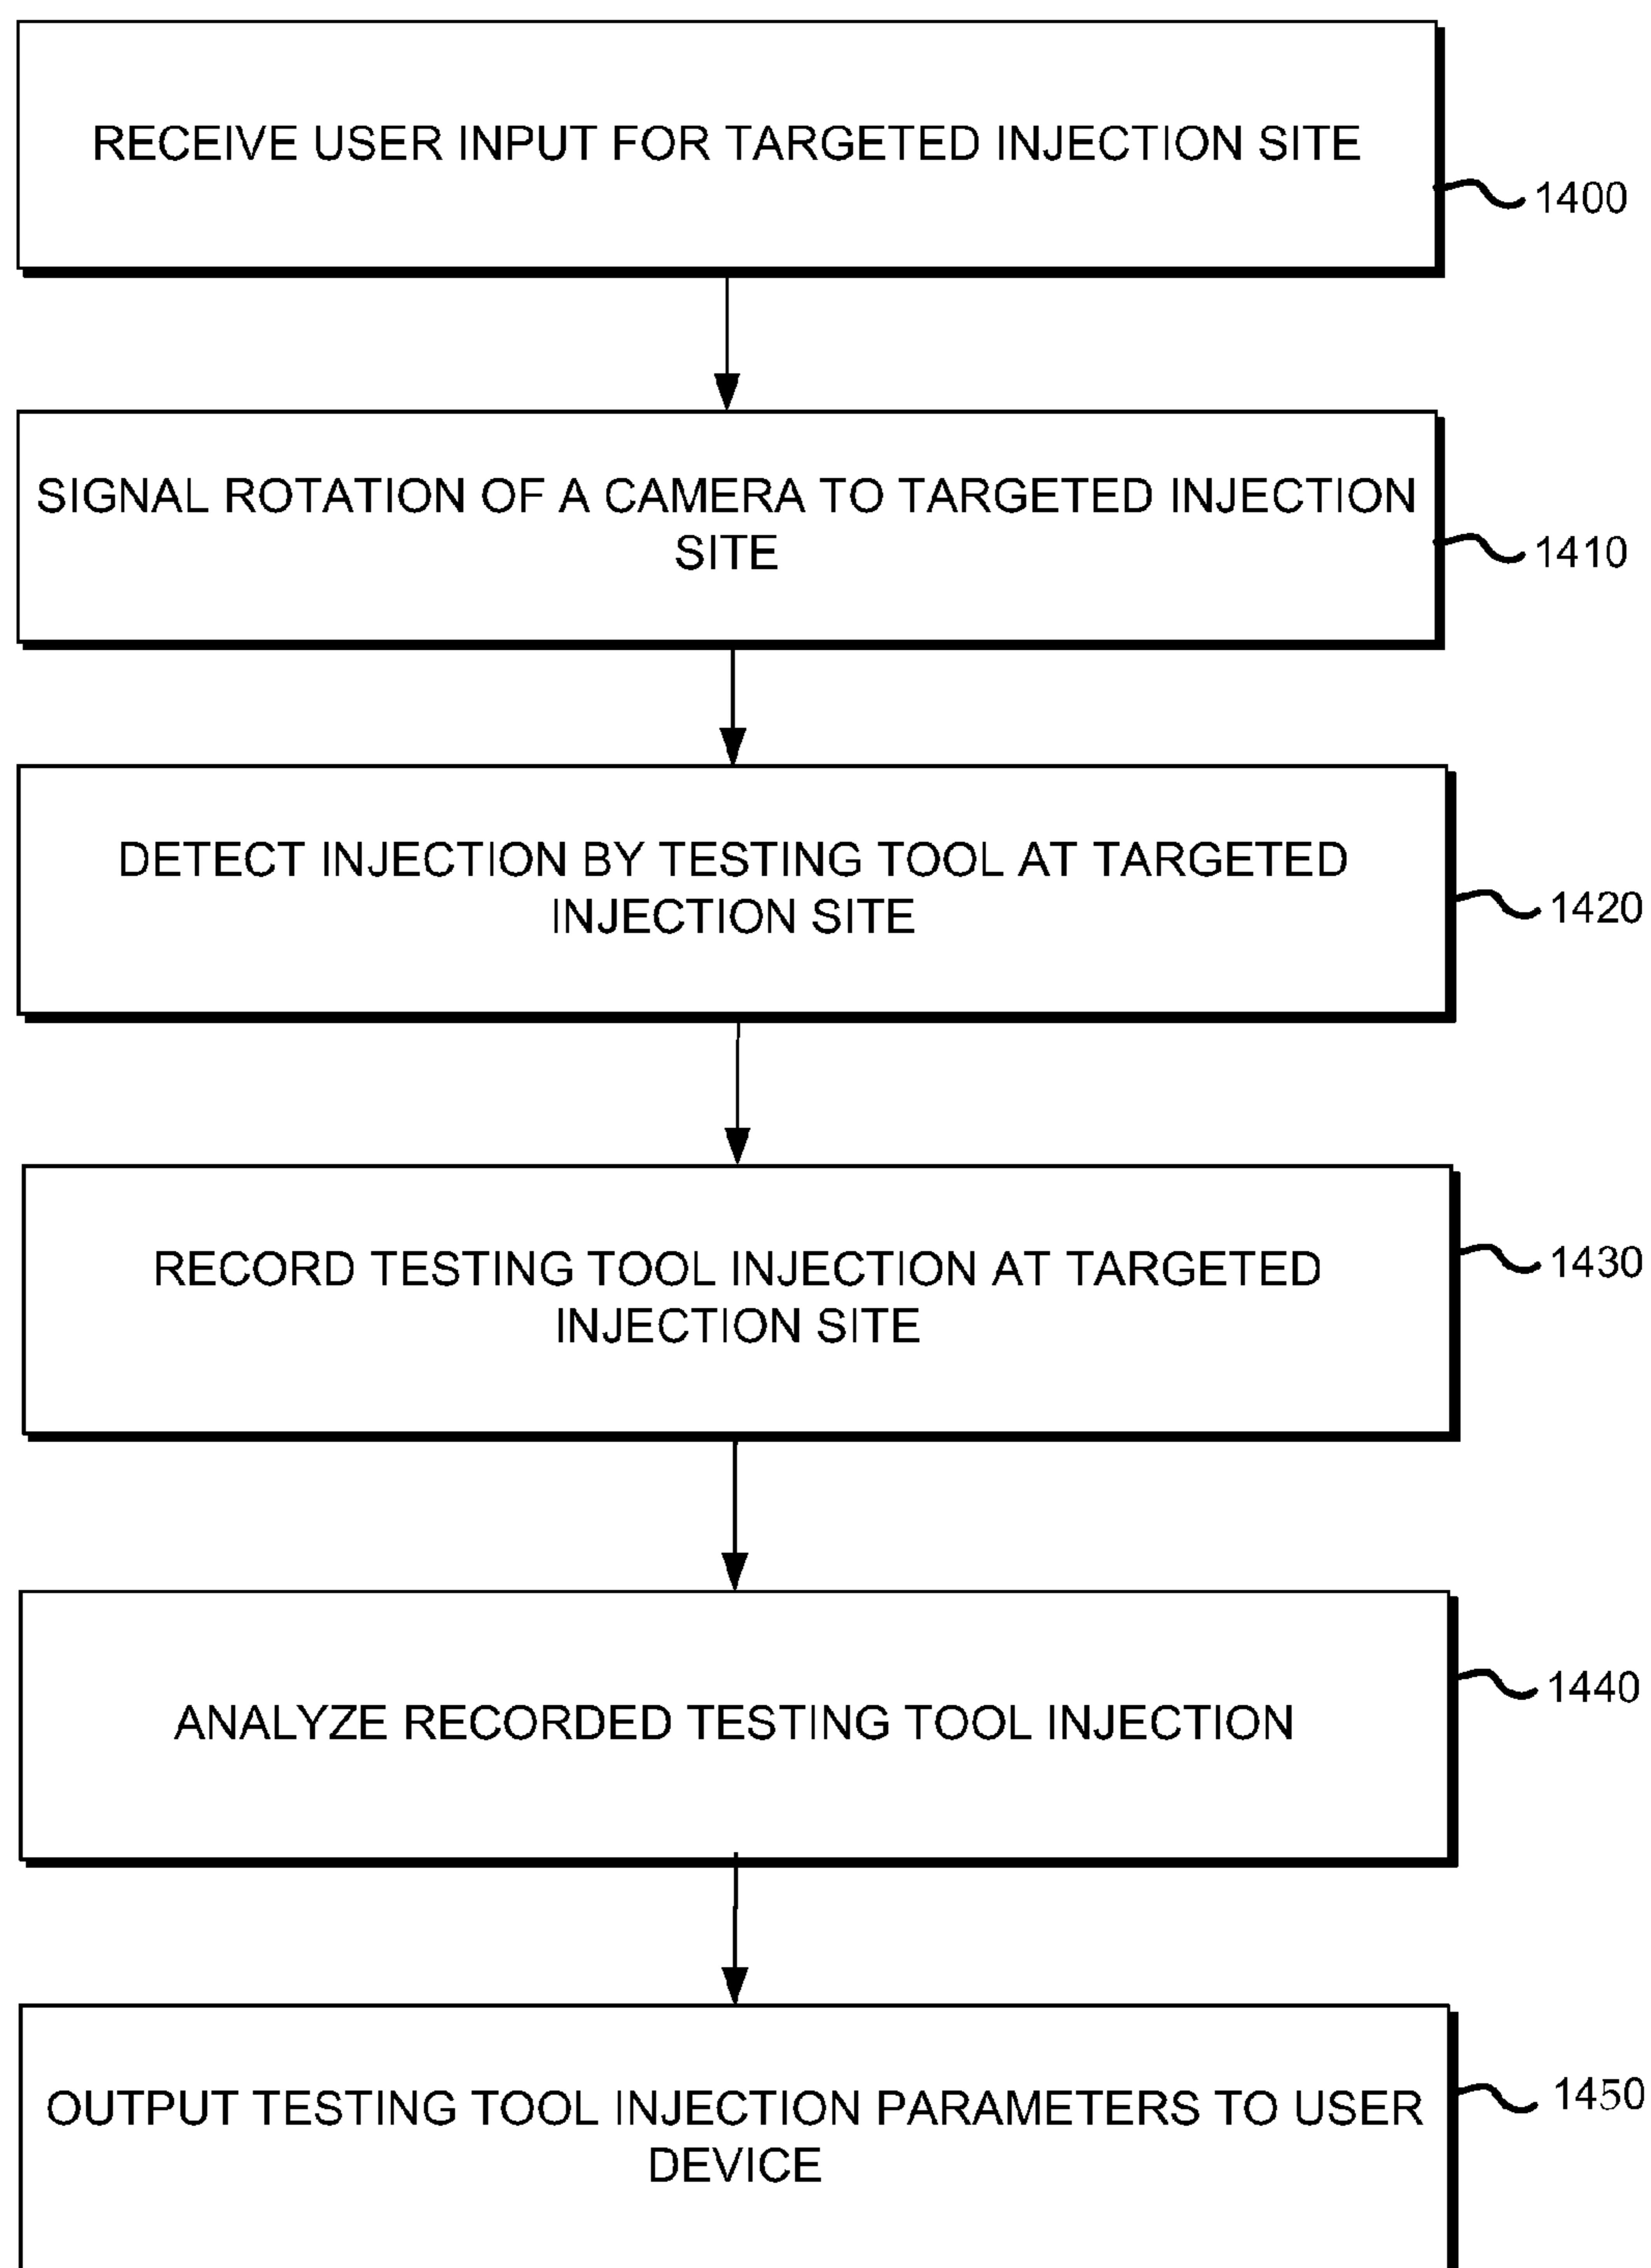 RECEIVE USER INPUT FOR TARGETED INJECTION SITE
1400
SIGNAL ROTATION OF A CAMERA TO TARGETED INJECTION
SITE
1410
DETECT INJECTION BY TESTING TOOL AT TARGETED
INJECTION SITE
1420
RECORD TESTING TOOL INJECTION AT TARGETED
INJECTION SITE
1430
ANALYZE RECORDED TESTING TOOL INJECTION
1440
OUTPUT TESTING TOOL INJECTION PARAMETERS TO USER
DEVICE
1450